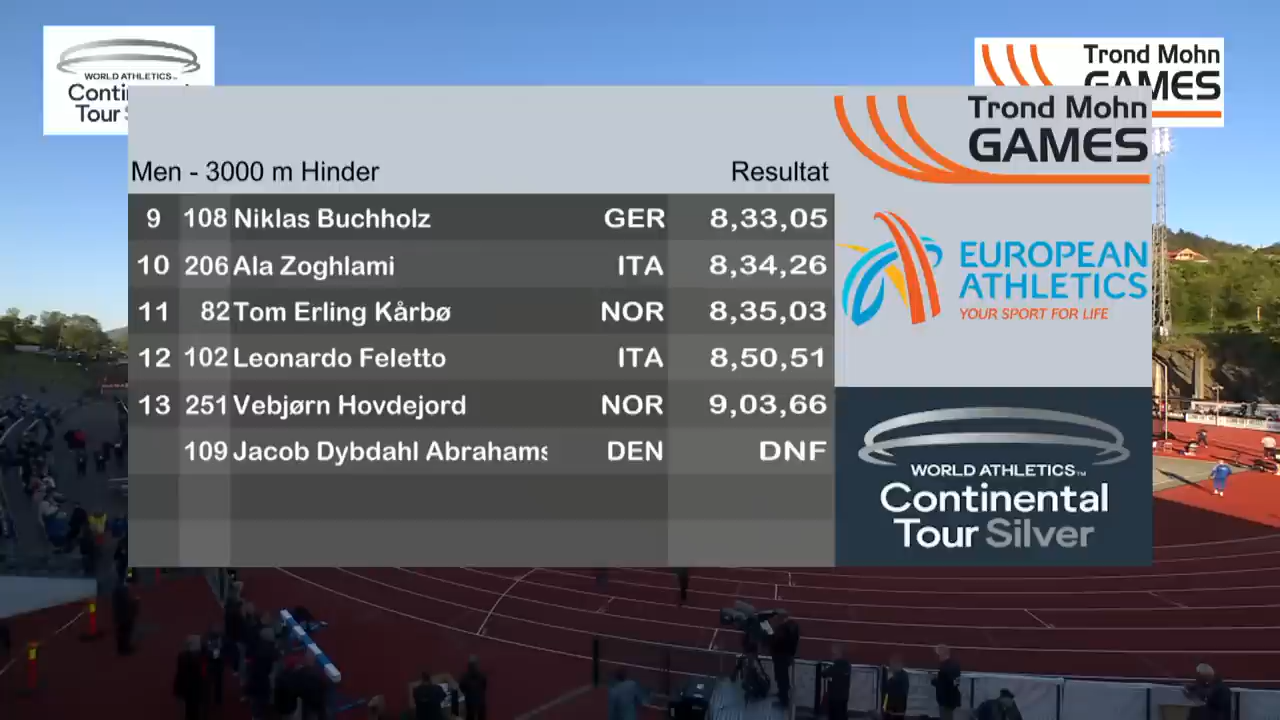 WORLD ATHLETICS™
Conti
Tour
Trond Mohn
GAMES
Trond Mohn
GAMES
Men - 3000 m Hinder Resultat
9 108 Niklas Buchholz GER 8,33,05
10 206 Ala Zoghlami ITA 8,34,26
11 82 Tom Erling Kårbø NOR 8,35,03
12 102 Leonardo Feletto ITA 8,50,51
13 251 Vebjørn Hovdejord NOR 9,03,66
109 Jacob Dybdahl Abrahams DEN DNF
EUROPEAN
ATHLETICS
YOUR SPORT FOR LIFE
WORLD ATHLETICS™
Continental
Tour Silver